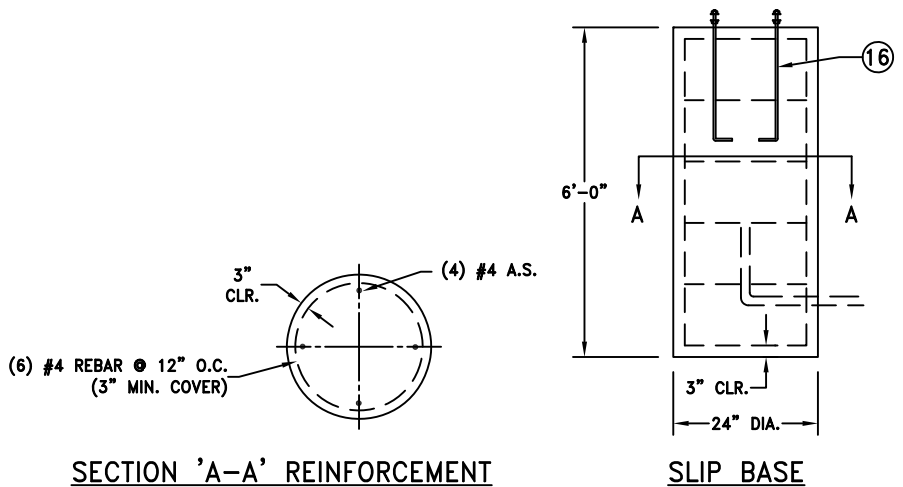 16
6'-0"
A
A
3"
CLR.
(4) #4 A.S.
(6) #4 REBAR @ 12" O.C.
(3" MIN. COVER)
3" CLR.
24" DIA.
SECTION 'A-A' REINFORCEMENT
SLIP BASE